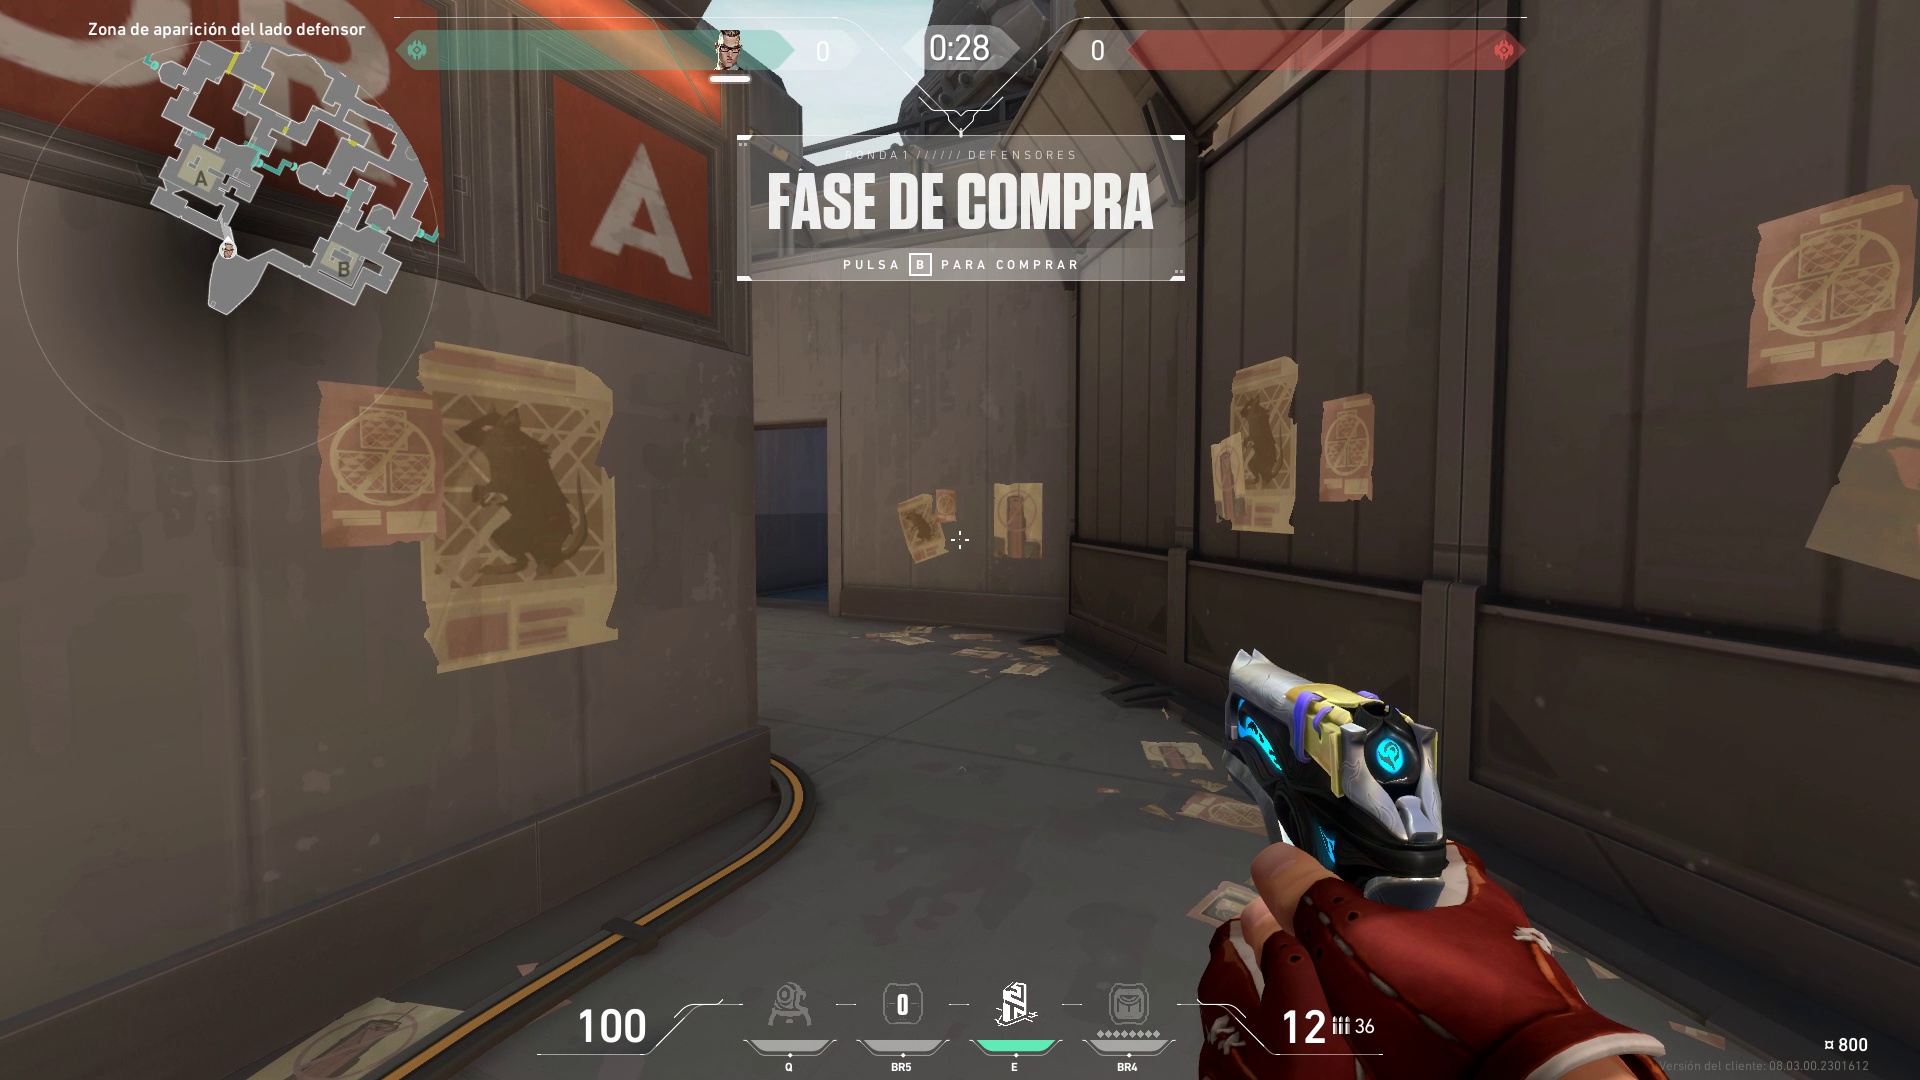 Zona de aparición del lado defensor
0
0:28
0
A
RONDA 1 ////// DEFENSORES
FASE DE COMPRA
PULSA B PARA COMPRAR
A
B
100
0
12
36
Q
BR5
E
BR4
¤ 800
Versión del cliente: 08.03.00.2301612